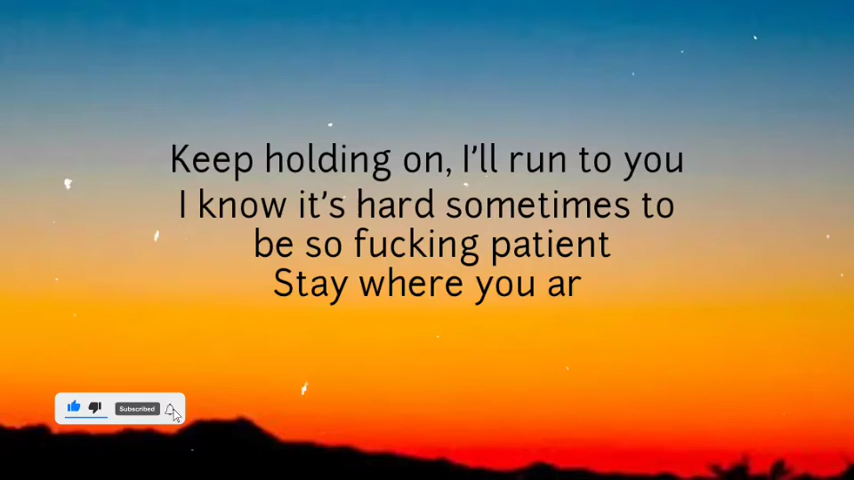 Keep holding on, I'll run to you
I know it's hard sometimes to
be so fucking patient
Stay where you ar
Subscribed